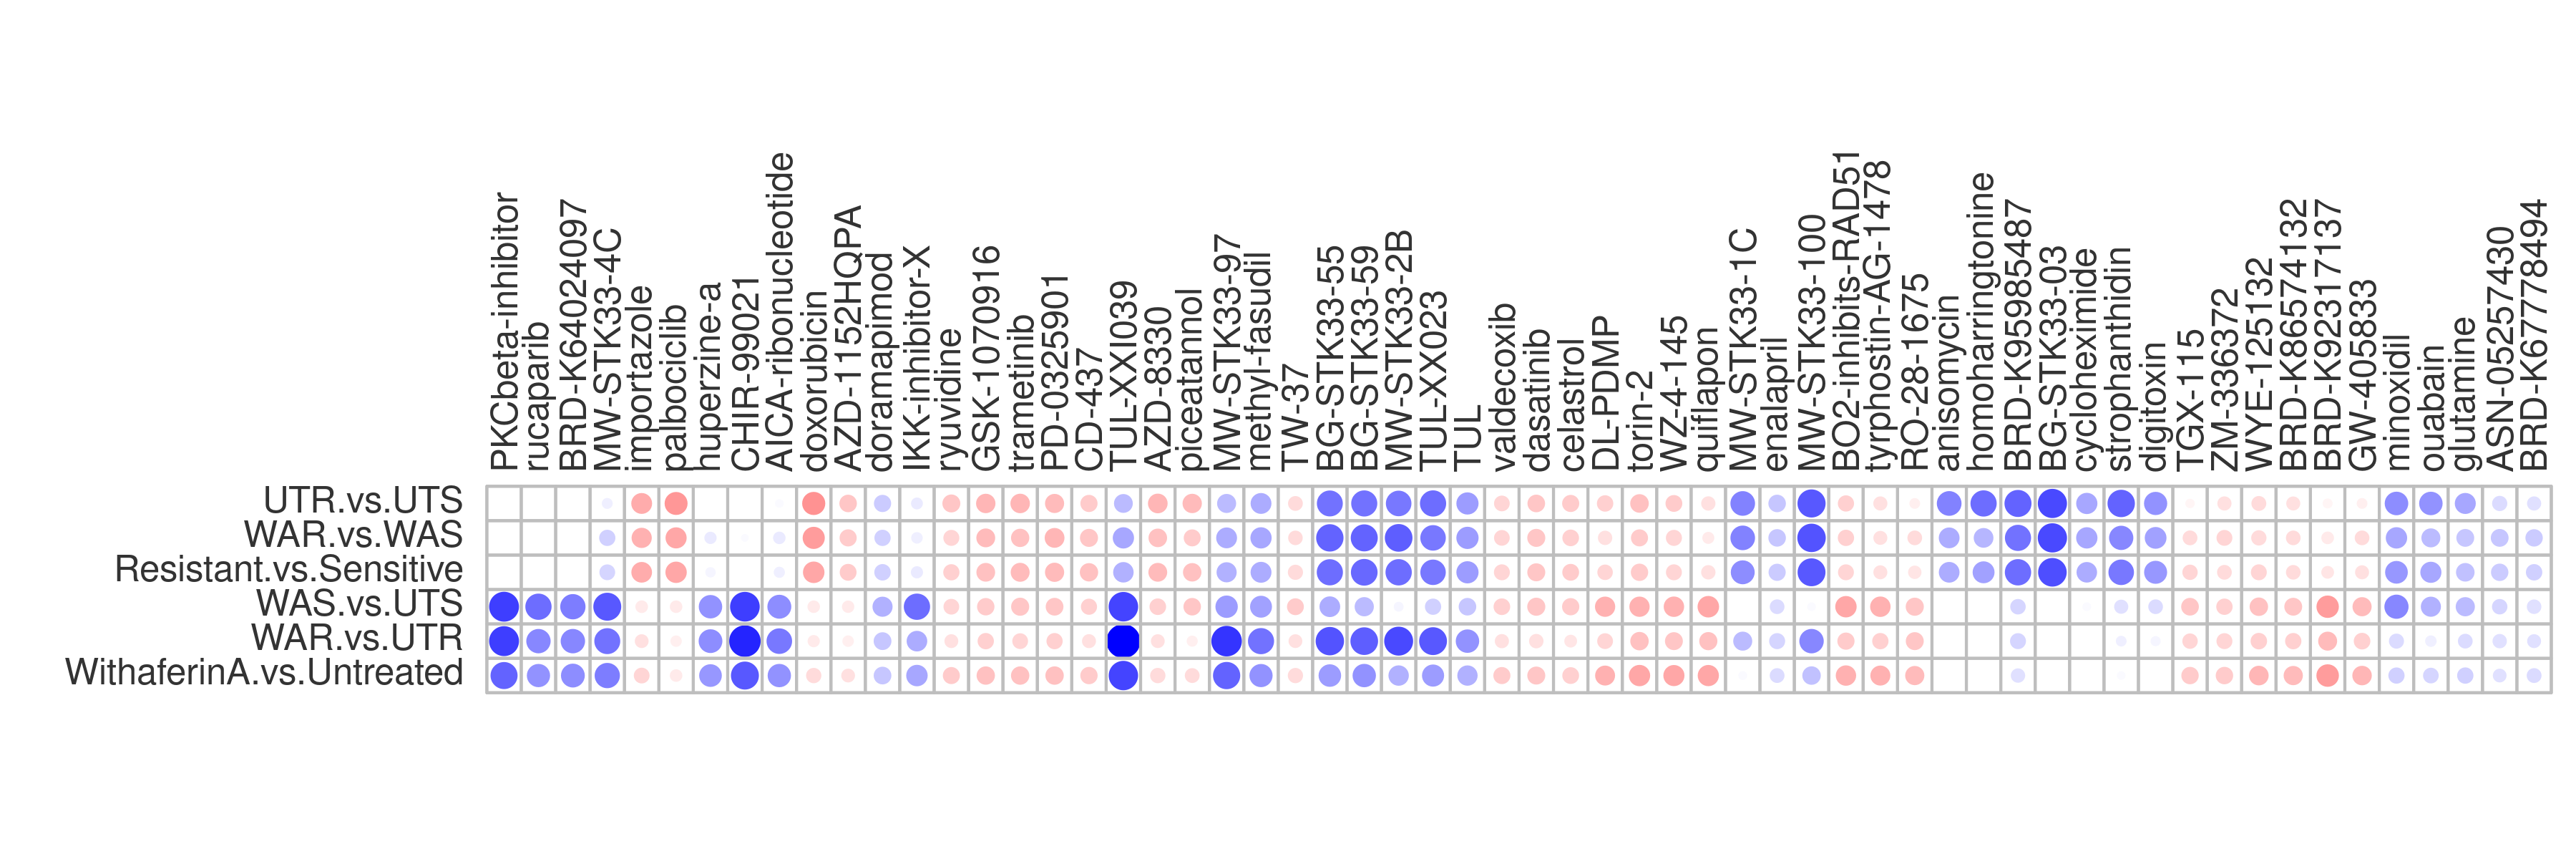 PKCbeta-inhibitor
rucaparib
BRD-K64024097
MW-STK33-4C
importazole
palbociclib
huperzine-a
CHIR-99021
AICA-ribonucleotide
doxorubicin
AZD-1152HQPA
doramapimod
IKK-inhibitor-X
ryuvidine
GSK-1070916
trametinib
PD-0325901
CD-437
TUL-XXI039
AZD-8330
piceatannol
MW-STK33-97
methyl-fasudil
TW-37
BG-STK33-55
BG-STK33-59
MW-STK33-2B
TUL-XX023
TUL
valdecoxib
dasatinib
celastrol
DL-PDMP
torin-2
WZ-4-145
quiflapon
MW-STK33-1C
enalapril
MW-STK33-100
BO2-inhibits-RAD51
tyrphostin-AG-1478
RO-28-1675
anisomycin
homoharringtonine
BRD-K95985487
BG-STK33-03
cycloheximide
strophanthidin
digitoxin
TGX-115
ZM-336372
WYE-125132
BRD-K86574132
BRD-K92317137
GW-405833
minoxidil
ouabain
glutamine
ASN-05257430
BRD-K67778494
UTR.vs.UTS
WAR.vs.WAS
Resistant.vs.Sensitive
WAS.vs.UTS
WAR.vs.UTR
WithaferinA.vs.Untreated